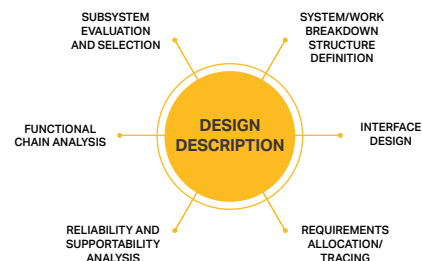 SUBSYSTEM
EVALUATION
AND SELECTION
SYSTEM/WORK
BREAKDOWN
STRUCTURE
DEFINITION
FUNCTIONAL
CHAIN ANALYSIS
DESIGN
DESCRIPTION
INTERFACE
DESIGN
RELIABILITY AND
SUPPORTABILITY
ANALYSIS
REQUIREMENTS
ALLOCATION/
TRACING